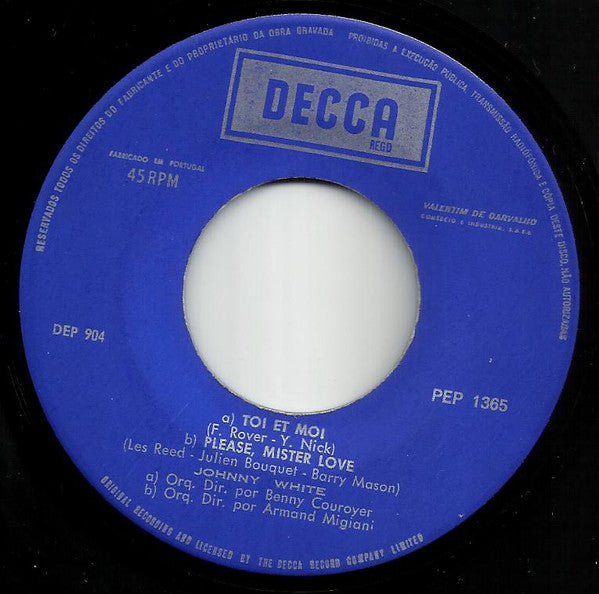 RESERVADOS TODOS OS DIREITOS DO FABRICANTE E DO PROPRIETÁRIO DA OBRA GRAVADA
PROIBIDAS A EXECUÇÃO PÚBLICA, TRANSMISSÃO RADIOFÓNICA E CÓPIA DESTE DISCO, NÃO AUTORIZADAS
DECCA
REGD
FABRICADO EM PORTUGAL
45 RPM
VALENTIM DE CARVALHO
COMÉRCIO E INDÚSTRIA, S.A.R.L.
DEP 904
PEP 1365
a) TOI ET MOI
(F. Rover - Y. Nick)
b) PLEASE, MISTER LOVE
(Les Reed - Julien Bouquet - Barry Mason)
JOHNNY WHITE
a) Orq. Dir. por Benny Couroyer
b) Orq. Dir. por Armand Migiani
ORIGINAL RECORDING AND LICENSED BY THE DECCA RECORD COMPANY LIMITED